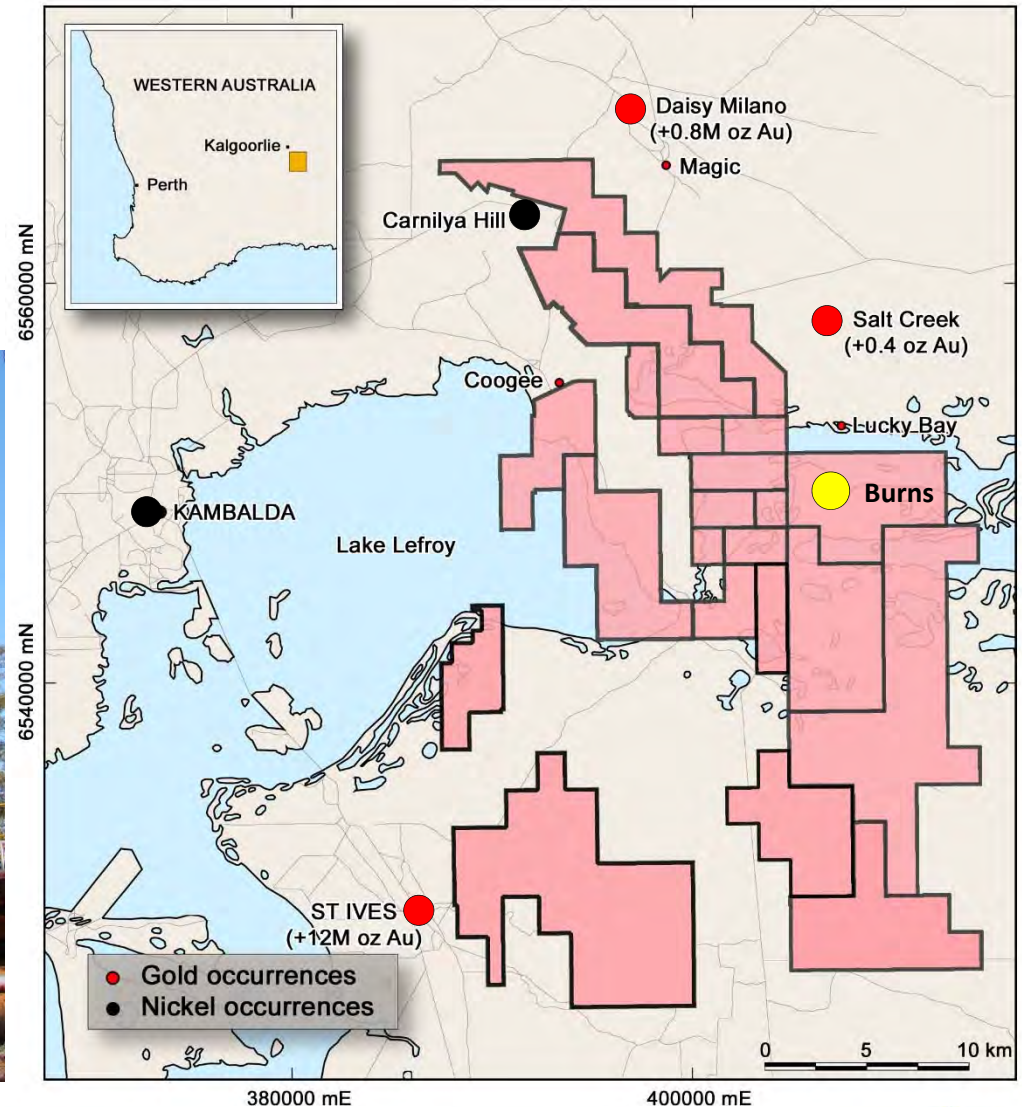 WESTERN AUSTRALIA
Kalgoorlie
Perth
Daisy Milano
(+0.8M oz Au)
Magic
Carnilya Hill
6560000 mN
Salt Creek
(+0.4 oz Au)
Coogee
Lucky Bay
Burns
KAMBALDA
Lake Lefroy
6540000 mN
ST IVES
(+12M oz Au)
Gold occurrences
Nickel occurrences
0 5 10 km
380000 mE
400000 mE